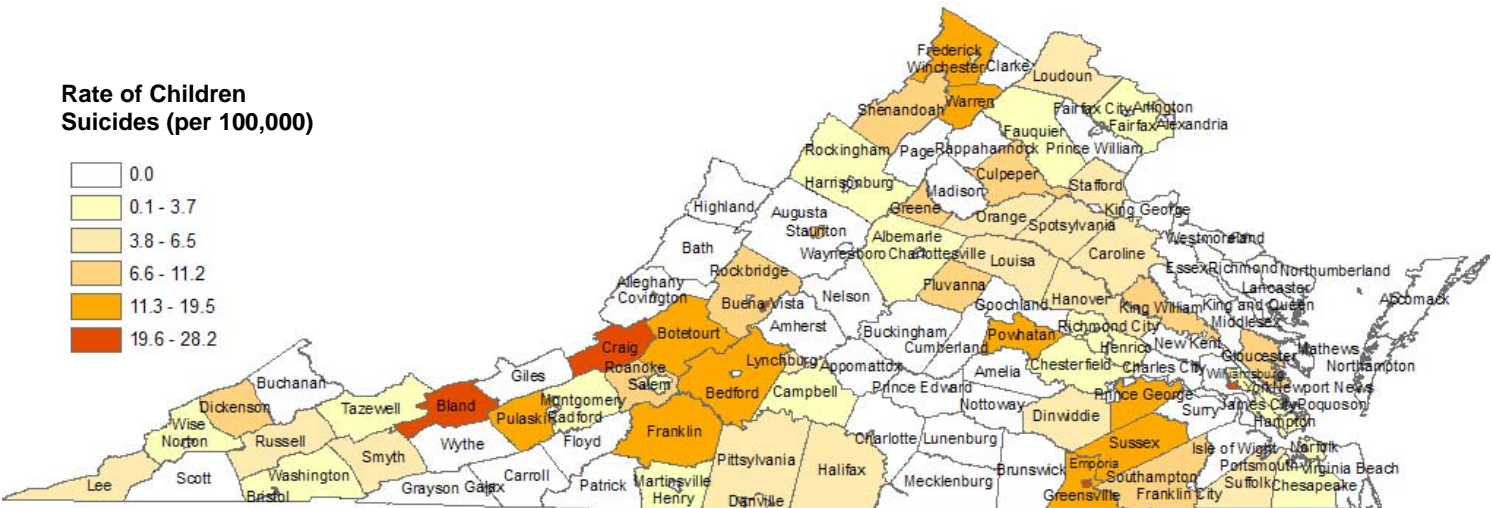 Rate of Children
Suicides (per 100,000)
0.0
0.1 - 3.7
3.8 - 6.5
6.6 - 11.2
11.3 - 19.5
19.6 - 28.2
Frederick
Winchester
Clarke
Loudoun
Shenandoah
Warren
Fairfax City
Arlington
Fairfax
Alexandria
Fauquier
Rockingham
Page
Rappahannock
Prince William
Culpeper
Harrisonburg
Madison
Stafford
Highland
Augusta
Staunton
Greene
Orange
King George
Spotsylvania
Bath
Albemarle
Waynesboro
Charlottesville
Westmoreland
Louisa
Caroline
Essex
Richmond
Northumberland
Rockbridge
Alleghany
Covington
Buena Vista
Nelson
Fluvanna
Goochland
Hanover
King William
King and Queen
Lancaster
Middlesex
Accomack
Botetourt
Amherst
Buckingham
Cumberland
Powhatan
Richmond City
Henrico
New Kent
Mathews
Gloucester
Northampton
Craig
Roanoke
Salem
Lynchburg
Appomattox
Amelia
Chesterfield
Charles City
Williamsburg
York
Newport News
Giles
Buchanan
Bedford
Campbell
Prince Edward
Nottoway
Prince George
Surry
James City
Poquoson
Hampton
Dickenson
Tazewell
Bland
Pulaski
Montgomery
Radford
Dinwiddie
Wise
Norton
Russell
Wythe
Floyd
Franklin
Charlotte
Lunenburg
Sussex
Isle of Wight
Norfolk
Smyth
Pittsylvania
Halifax
Brunswick
Emporia
Portsmouth
Virginia Beach
Lee
Scott
Washington
Carroll
Patrick
Martinsville
Henry
Mecklenburg
Southampton
Suffolk
Chesapeake
Bristol
Grayson
Galax
Danville
Greensville
Franklin City